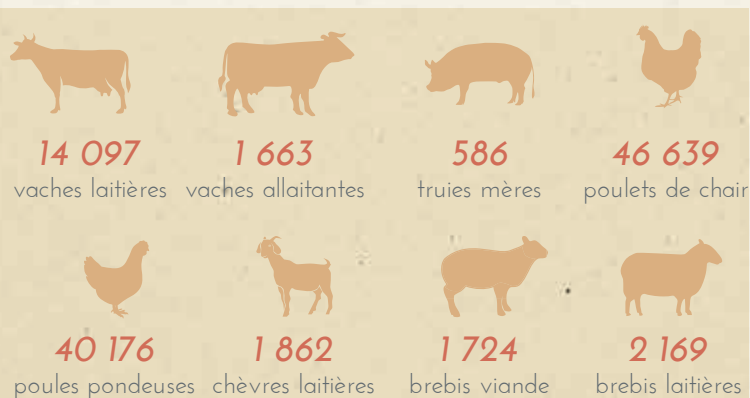 14 097 1 663 586 46 639
vaches laitières vaches allaitantes truies mères poulets de chair
40 176 1 862 1 724 2 169
poules pondeuses chèvres laitières brebis viande brebis laitières